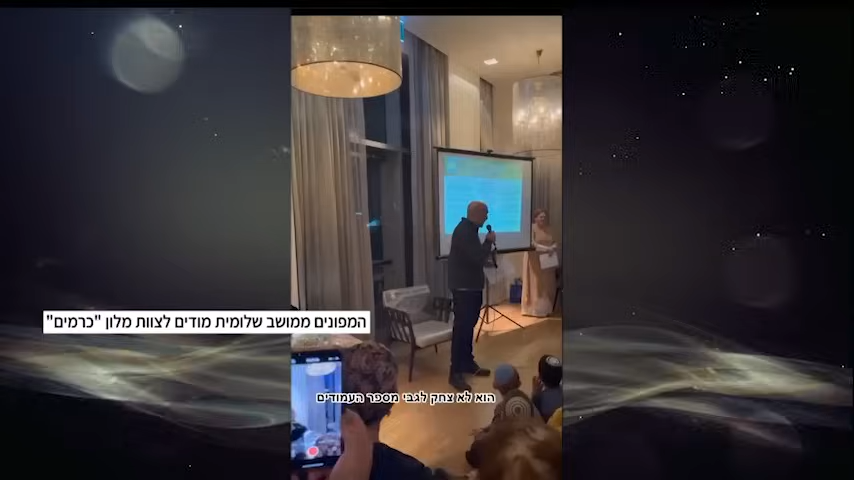 המפונים ממושב שלומית מודים לצוות מלון "כרמים"
הוא לא צחק לגבי מספר העמודים